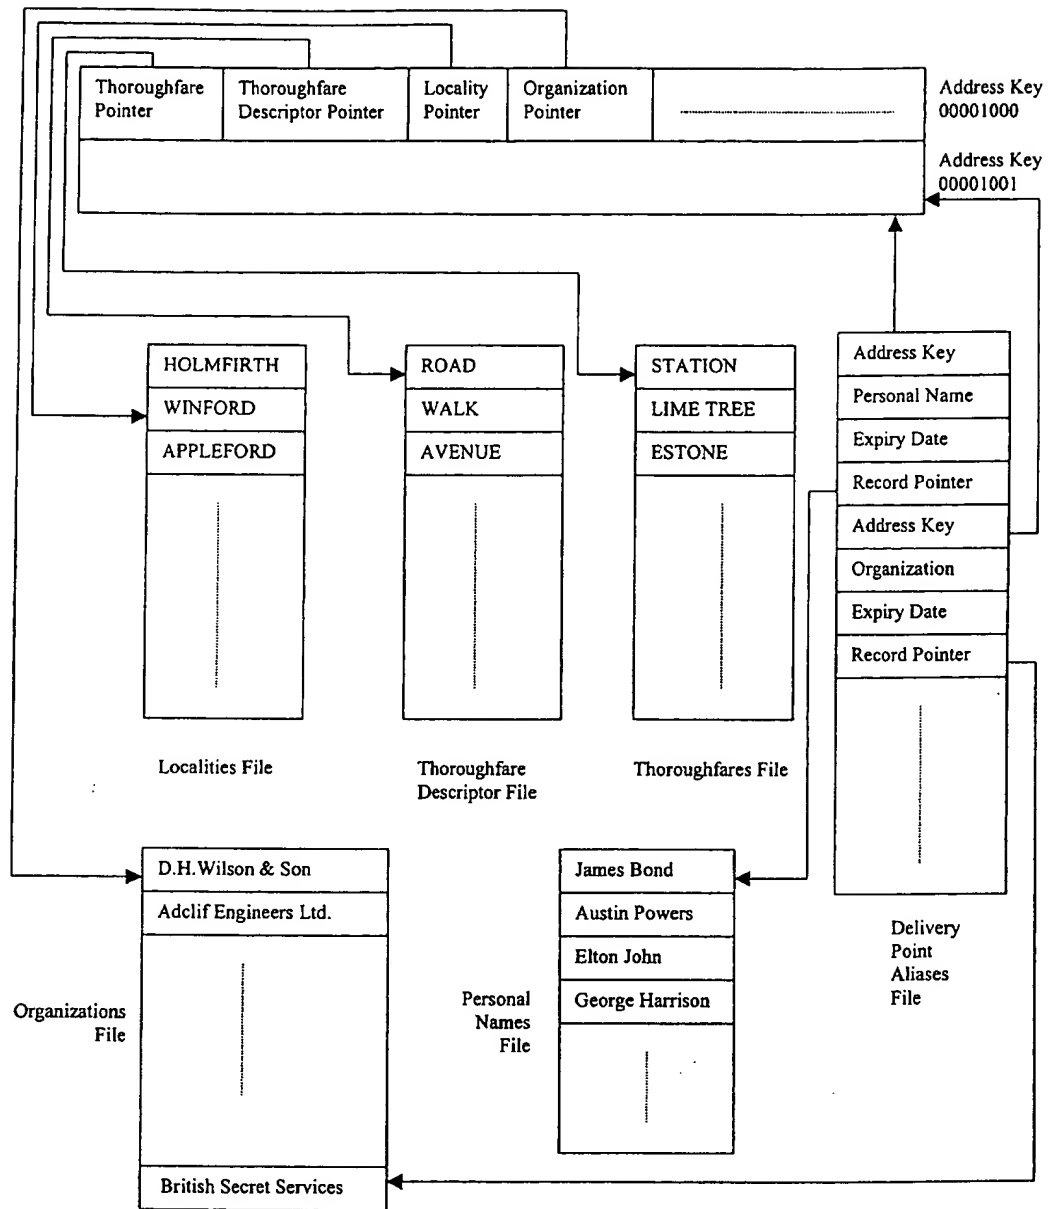 Thoroughfare
Pointer
Thoroughfare
Descriptor Pointer
Locality
Pointer
Organization
Pointer
Address Key
00001000
Address Key
00001001
HOLMFIRTH
WINFORD
APPLEFORD
Localities File
ROAD
WALK
AVENUE
Thoroughfare
Descriptor File
STATION
LIME TREE
ESTONE
Thoroughfares File
Address Key
Personal Name
Expiry Date
Record Pointer
Address Key
Organization
Expiry Date
Record Pointer
Delivery
Point
Aliases
File
D.H.Wilson & Son
Adclif Engineers Ltd.
British Secret Services
Organizations
File
James Bond
Austin Powers
Elton John
George Harrison
Personal
Names
File